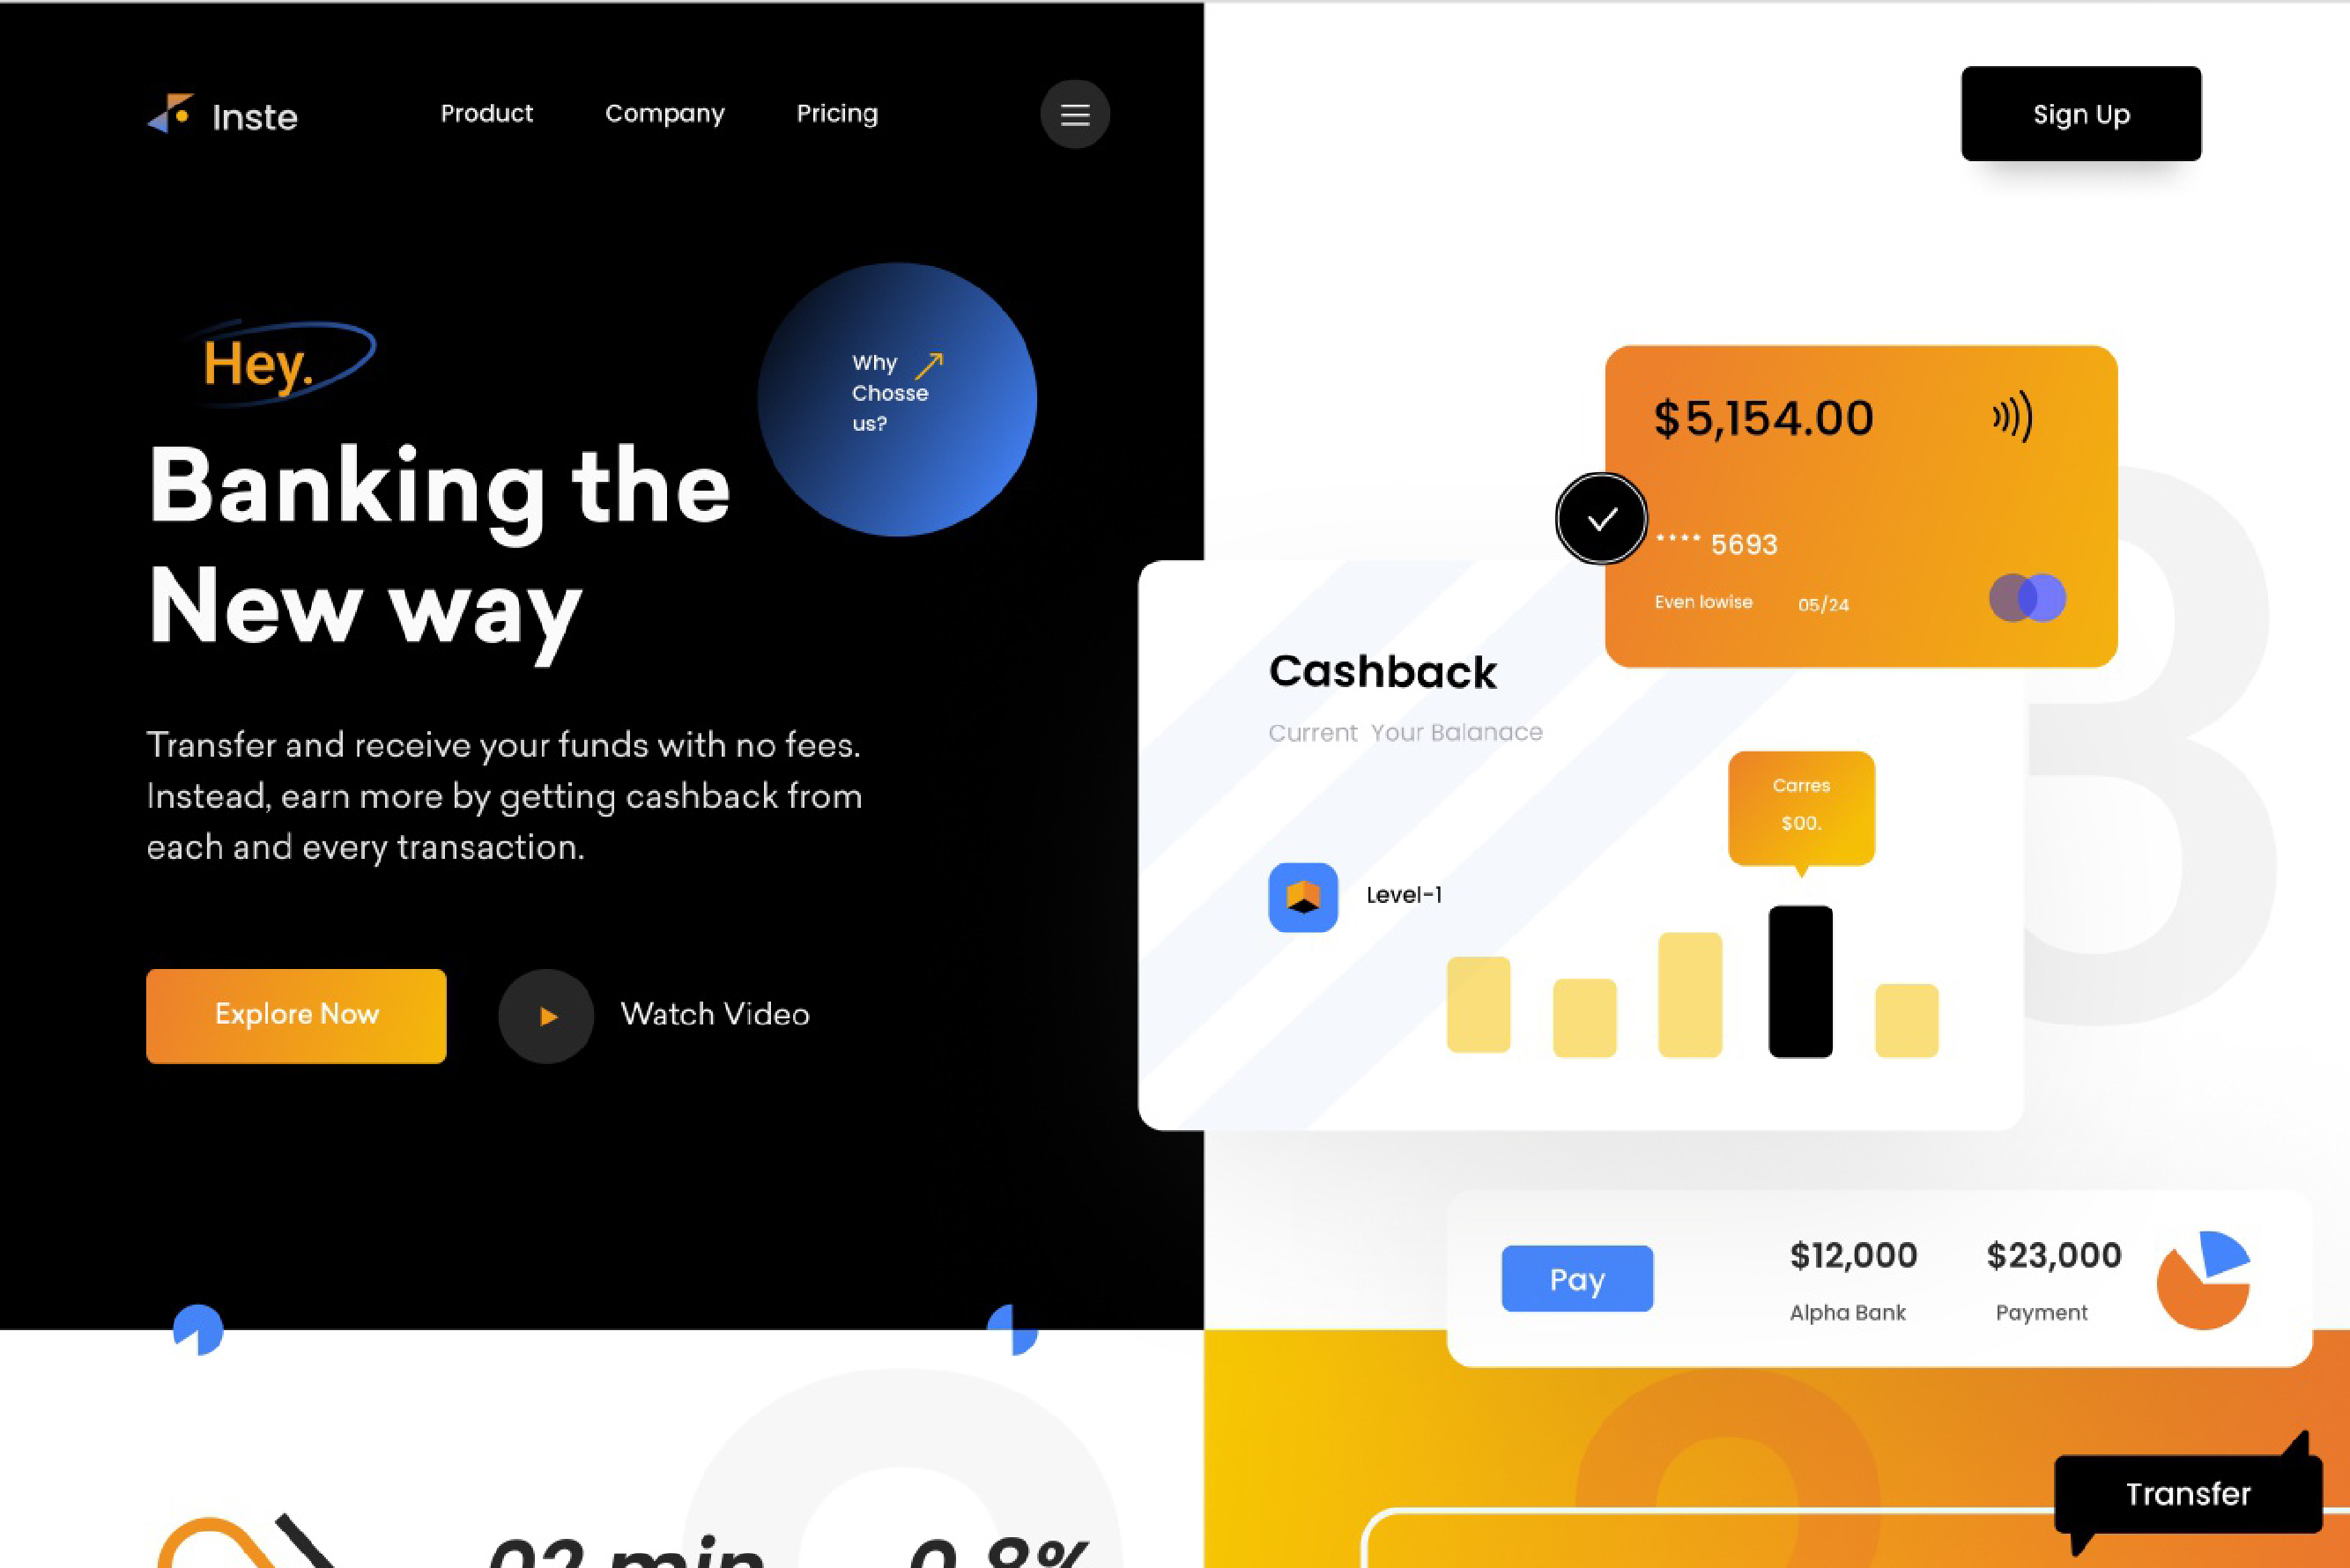 Inste
Product
Company
Pricing
Sign Up
Hey.
Why
Chosse
us?
Banking the
New way
Transfer and receive your funds with no fees.
Instead, earn more by getting cashback from
each and every transaction.
Explore Now
Watch Video
$5,154.00
**** 5693
Even lowise
05/24
Cashback
Current Your Balanace
Carres
$00.
Level-1
Pay
$12,000
Alpha Bank
$23,000
Payment
Transfer
02 min
0.8%